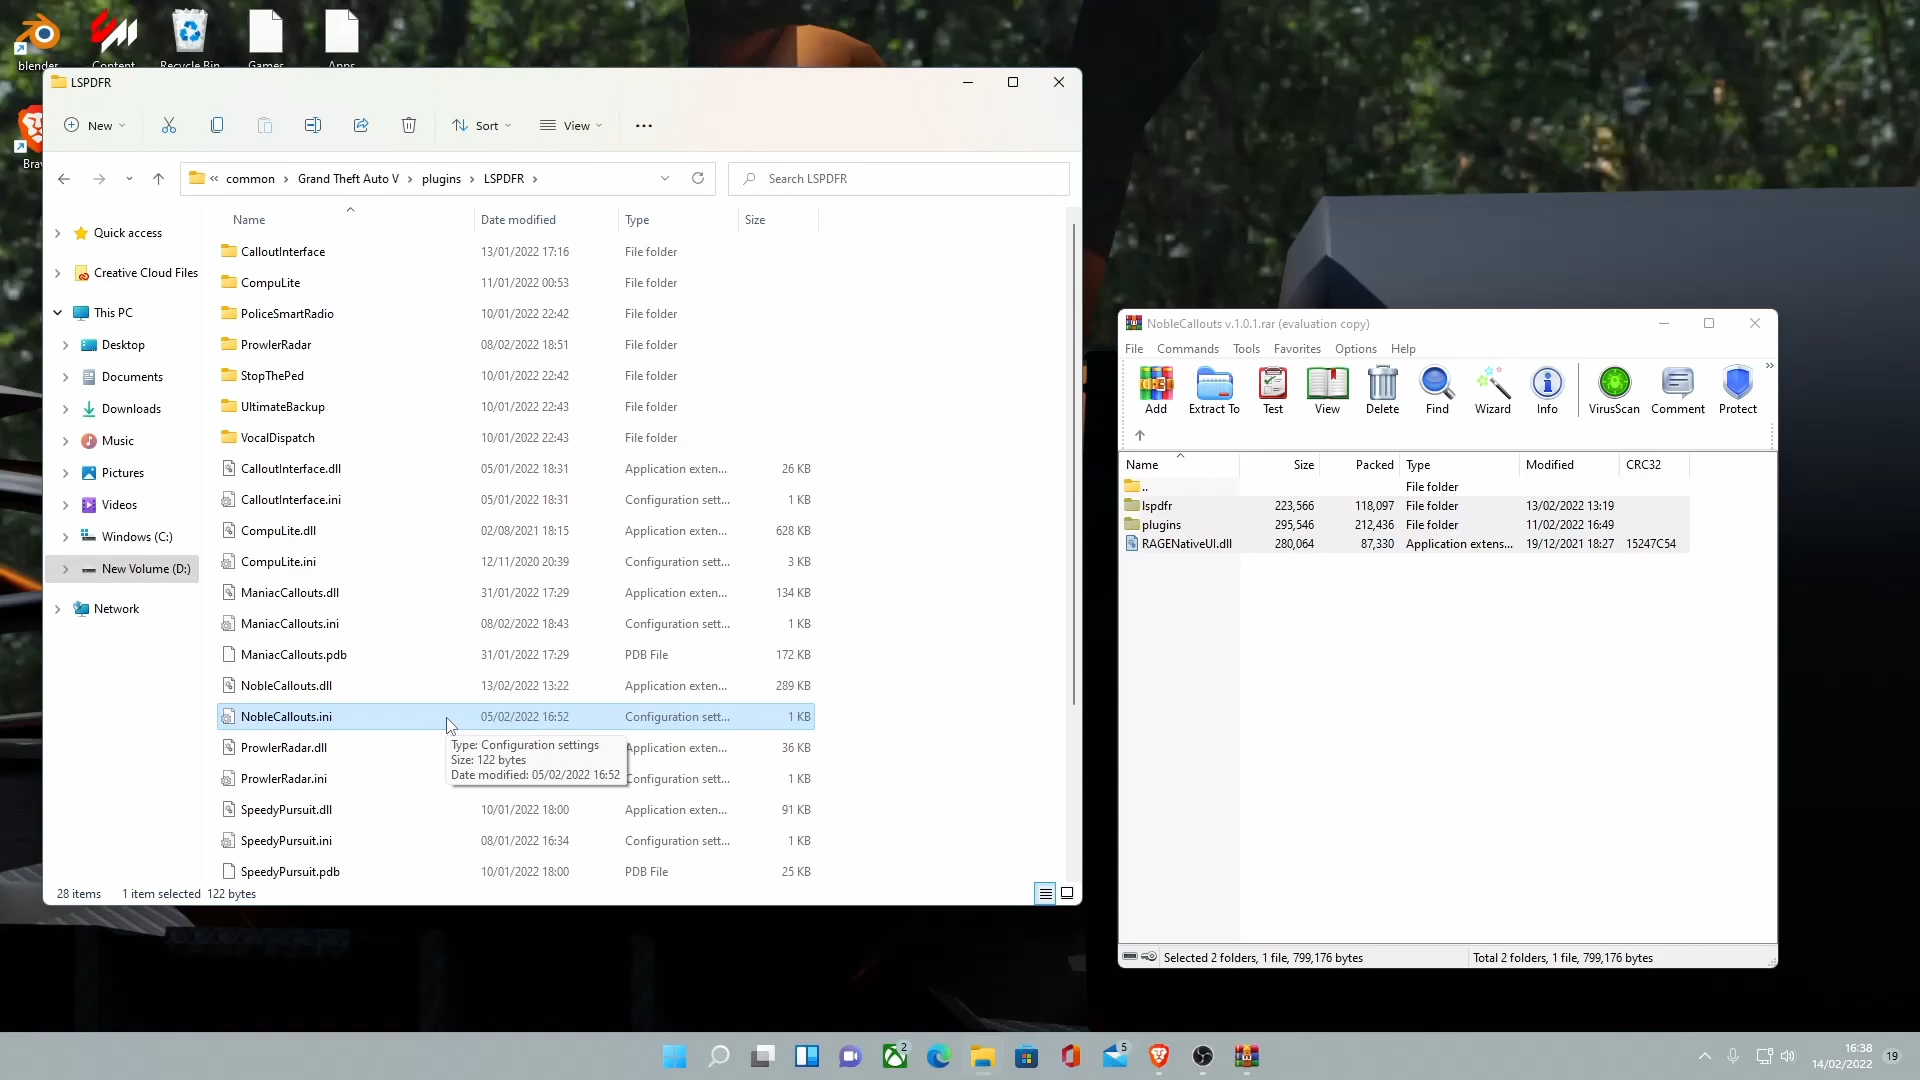 blender
Content
Recycle Bin
Games
Apps
Brav
LSPDFR
New
Sort
View
common › Grand Theft Auto V › plugins › LSPDFR ›
Search LSPDFR
Name Date modified Type Size
Quick access
Creative Cloud Files
This PC
Desktop
Documents
Downloads
Music
Pictures
Videos
Windows (C:)
New Volume (D:)
Network
CalloutInterface 13/01/2022 17:16 File folder
CompuLite 11/01/2022 00:53 File folder
PoliceSmartRadio 10/01/2022 22:42 File folder
ProwlerRadar 08/02/2022 18:51 File folder
StopThePed 10/01/2022 22:42 File folder
UltimateBackup 10/01/2022 22:43 File folder
VocalDispatch 10/01/2022 22:43 File folder
CalloutInterface.dll 05/01/2022 18:31 Application exten... 26 KB
CalloutInterface.ini 05/01/2022 18:31 Configuration sett... 1 KB
CompuLite.dll 02/08/2021 18:15 Application exten... 628 KB
CompuLite.ini 12/11/2020 20:39 Configuration sett... 3 KB
ManiacCallouts.dll 31/01/2022 17:29 Application exten... 134 KB
ManiacCallouts.ini 08/02/2022 18:43 Configuration sett... 1 KB
ManiacCallouts.pdb 31/01/2022 17:29 PDB File 172 KB
NobleCallouts.dll 13/02/2022 13:22 Application exten... 289 KB
NobleCallouts.ini 05/02/2022 16:52 Configuration sett... 1 KB
ProwlerRadar.dll Application exten... 36 KB
ProwlerRadar.ini Configuration sett... 1 KB
SpeedyPursuit.dll 10/01/2022 18:00 Application exten... 91 KB
SpeedyPursuit.ini 08/01/2022 16:34 Configuration sett... 1 KB
SpeedyPursuit.pdb 10/01/2022 18:00 PDB File 25 KB
Type: Configuration settings
Size: 122 bytes
Date modified: 05/02/2022 16:52
28 items 1 item selected 122 bytes
NobleCallouts v.1.0.1.rar (evaluation copy)
File Commands Tools Favorites Options Help
Add Extract To Test View Delete Find Wizard Info VirusScan Comment Protect
Name Size Packed Type Modified CRC32
.. File folder
lspdfr 223,566 118,097 File folder 13/02/2022 13:19
plugins 295,546 212,436 File folder 11/02/2022 16:49
RAGENativeUI.dll 280,064 87,330 Application extens... 19/12/2021 18:27 15247C54
Selected 2 folders, 1 file, 799,176 bytes
Total 2 folders, 1 file, 799,176 bytes
2
5
16:38
14/02/2022
19